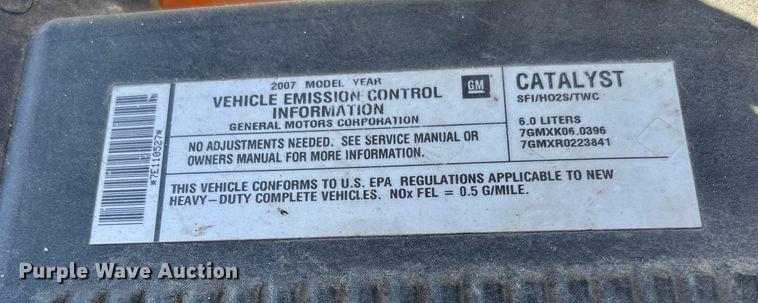 2007 MODEL YEAR
VEHICLE EMISSION CONTROL
INFORMATION
GENERAL MOTORS CORPORATION
GM
CATALYST
SFI/HO2S/TWC
6.0 LITERS
7GMXK06.0396
7GMXR0223841
NO ADJUSTMENTS NEEDED. SEE SERVICE MANUAL OR
OWNERS MANUAL FOR MORE INFORMATION.
THIS VEHICLE CONFORMS TO U.S. EPA REGULATIONS APPLICABLE TO NEW
HEAVY-DUTY COMPLETE VEHICLES. NOx FEL = 0.5 G/MILE.
*7E110527*
Purple Wave Auction